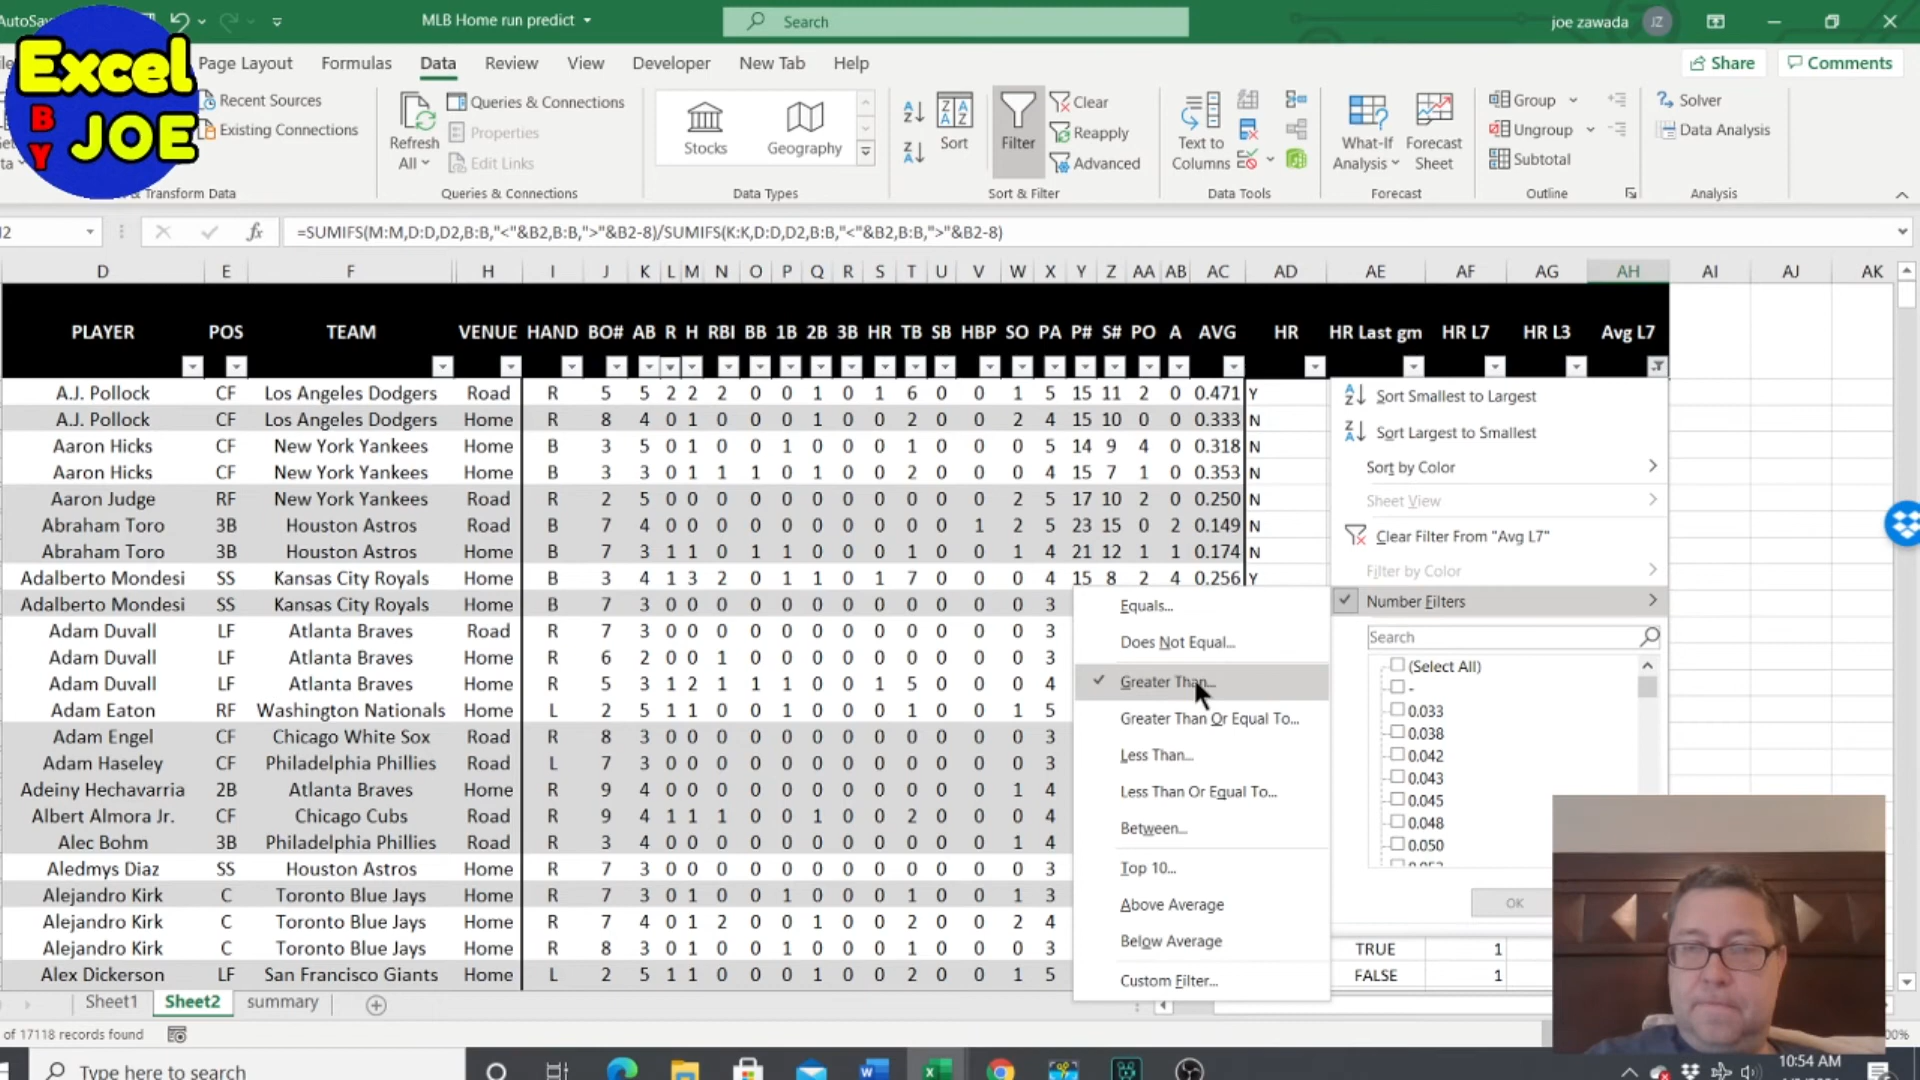 AutoSav
MLB Home run predict
Search
joe zawada
JZ
Excel BY JOE
Page Layout Formulas Data Review View Developer New Tab Help
Share Comments
Recent Sources
Existing Connections
& Transform Data
Refresh All
Queries & Connections
Properties
Edit Links
Queries & Connections
Stocks Geography
Data Types
Sort Filter
Clear
Reapply
Advanced
Sort & Filter
Text to Columns
Data Tools
What-If Analysis
Forecast Sheet
Forecast
Group
Ungroup
Subtotal
Outline
Solver
Data Analysis
Analysis
fx =SUMIFS(M:M,D:D,D2,B:B,"<"&B2,B:B,">"&B2-8)/SUMIFS(K:K,D:D,D2,B:B,"<"&B2,B:B,">"&B2-8)
D E F H I J K L M N O P Q R S T U V W X Y Z AA AB AC AD AE AF AG AH AI AJ AK
PLAYER POS TEAM VENUE HAND BO# AB R H RBI BB 1B 2B 3B HR TB SB HBP SO PA P# S# PO A AVG HR HR Last gm HR L7 HR L3 Avg L7
A.J. Pollock CF Los Angeles Dodgers Road R 5 5 2 2 2 0 0 1 0 1 6 0 0 1 5 15 11 2 0 0.471 Y
A.J. Pollock CF Los Angeles Dodgers Home R 8 4 0 1 0 0 0 1 0 0 2 0 0 2 4 15 10 0 0 0.333 N
Aaron Hicks CF New York Yankees Home B 3 5 0 1 0 0 1 0 0 0 1 0 0 0 5 14 9 4 0 0.318 N
Aaron Hicks CF New York Yankees Home B 3 3 0 1 1 1 0 1 0 0 2 0 0 0 4 15 7 1 0 0.353 N
Aaron Judge RF New York Yankees Road R 2 5 0 0 0 0 0 0 0 0 0 0 0 2 5 17 10 2 0 0.250 N
Abraham Toro 3B Houston Astros Road B 7 4 0 0 0 0 0 0 0 0 0 0 1 2 5 23 15 0 2 0.149 N
Abraham Toro 3B Houston Astros Home B 7 3 1 1 0 1 1 0 0 0 1 0 0 1 4 21 12 1 1 0.174 N
Adalberto Mondesi SS Kansas City Royals Home B 3 4 1 3 2 0 1 1 0 1 7 0 0 0 4 15 8 2 4 0.256 Y
Adalberto Mondesi SS Kansas City Royals Home B 7 3 0 0 0 0 0 0 0 0 0 0 0 0 3
Adam Duvall LF Atlanta Braves Road R 7 3 0 0 0 0 0 0 0 0 0 0 0 0 3
Adam Duvall LF Atlanta Braves Home R 6 2 0 0 1 0 0 0 0 0 0 0 0 0 3
Adam Duvall LF Atlanta Braves Home R 5 3 1 2 1 1 1 0 0 1 5 0 0 0 4
Adam Eaton RF Washington Nationals Home L 2 5 1 1 0 0 1 0 0 0 1 0 0 1 5
Adam Engel CF Chicago White Sox Road R 8 3 0 0 0 0 0 0 0 0 0 0 0 0 3
Adam Haseley CF Philadelphia Phillies Road L 7 3 0 0 0 0 0 0 0 0 0 0 0 0 3
Adeiny Hechavarria 2B Atlanta Braves Road R 9 4 0 0 0 0 0 0 0 0 0 0 0 1 4
Albert Almora Jr. CF Chicago Cubs Road R 9 4 1 1 1 0 0 1 0 0 2 0 0 0 4
Alec Bohm 3B Philadelphia Phillies Road R 3 4 0 0 0 0 0 0 0 0 0 0 0 1 4
Aledmys Diaz SS Houston Astros Home R 7 3 0 0 0 0 0 0 0 0 0 0 0 0 3
Alejandro Kirk C Toronto Blue Jays Home R 7 3 0 1 0 0 1 0 0 0 1 0 0 1 3
Alejandro Kirk C Toronto Blue Jays Home R 7 4 0 1 2 0 0 1 0 0 2 0 0 2 4
Alejandro Kirk C Toronto Blue Jays Home R 8 3 0 1 0 0 1 0 0 0 1 0 0 0 3
Alex Dickerson LF San Francisco Giants Home L 2 5 1 1 0 0 0 1 0 0 2 0 0 1 5
Sort Smallest to Largest
Sort Largest to Smallest
Sort by Color
Sheet View
Clear Filter From "Avg L7"
Filter by Color
Number Filters
Search
(Select All)
-
0.033
0.038
0.042
0.043
0.045
0.048
0.050
OK
Equals...
Does Not Equal...
Greater Than...
Greater Than Or Equal To...
Less Than...
Less Than Or Equal To...
Between...
Top 10...
Above Average
Below Average
Custom Filter...
TRUE 1
FALSE 1
Sheet1 Sheet2 summary
of 17118 records found
Type here to search
10:54 AM